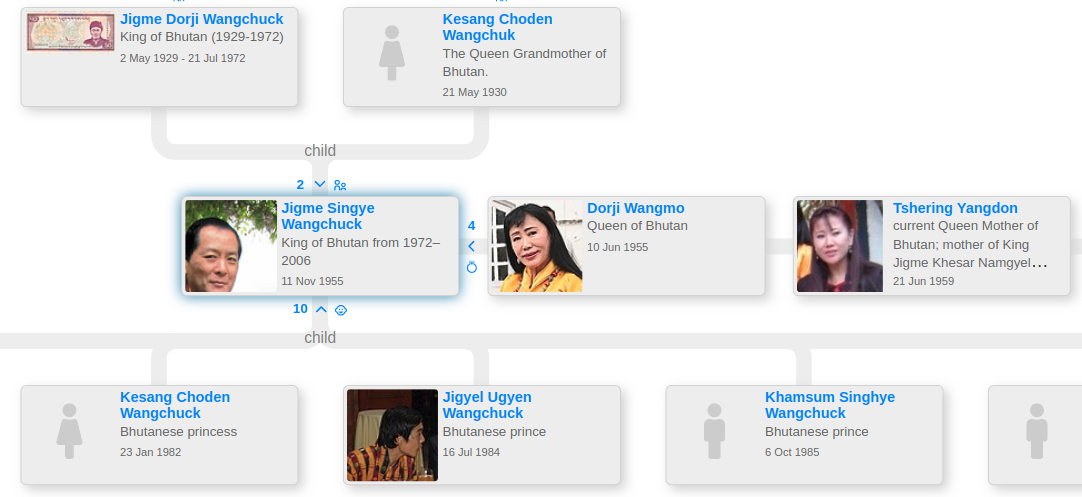 Jigme Dorji Wangchuck
King of Bhutan (1929-1972)
2 May 1929 - 21 Jul 1972
Kesang Choden
Wangchuk
The Queen Grandmother of
Bhutan.
21 May 1930
child
2
Jigme Singye
Wangchuck
King of Bhutan from 1972–
2006
11 Nov 1955
4
Dorji Wangmo
Queen of Bhutan
10 Jun 1955
Tshering Yangdon
current Queen Mother of
Bhutan; mother of King
Jigme Khesar Namgyel...
21 Jun 1959
10
child
Kesang Choden
Wangchuck
Bhutanese princess
23 Jan 1982
Jigyel Ugyen
Wangchuck
Bhutanese prince
16 Jul 1984
Khamsum Singhye
Wangchuck
Bhutanese prince
6 Oct 1985